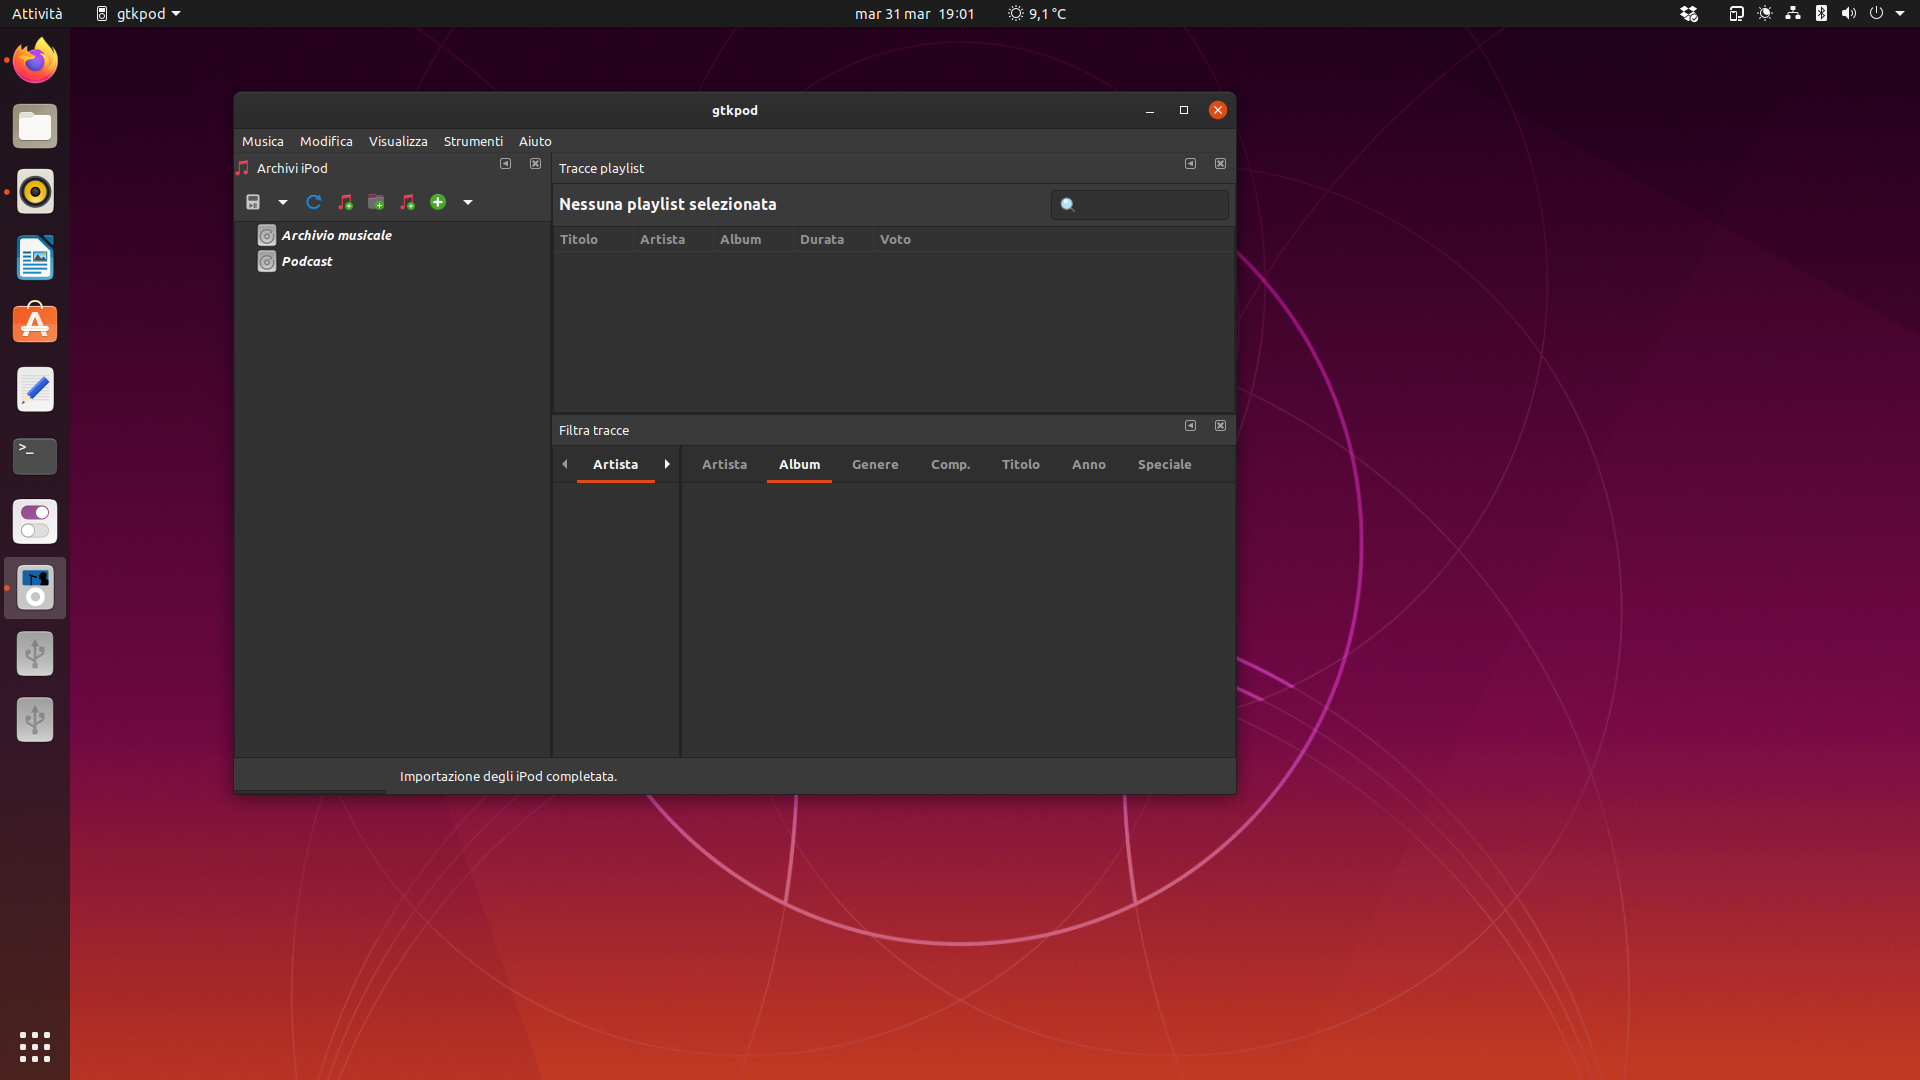 Attività gtkpod mar 31 mar 19:01 9,1 °C
gtkpod
Musica Modifica Visualizza Strumenti Aiuto
Archivi iPod
Archivio musicale
Podcast
Tracce playlist
Nessuna playlist selezionata
Titolo Artista Album Durata Voto
Filtra tracce
Artista Artista Album Genere Comp. Titolo Anno Speciale
Importazione degli iPod completata.